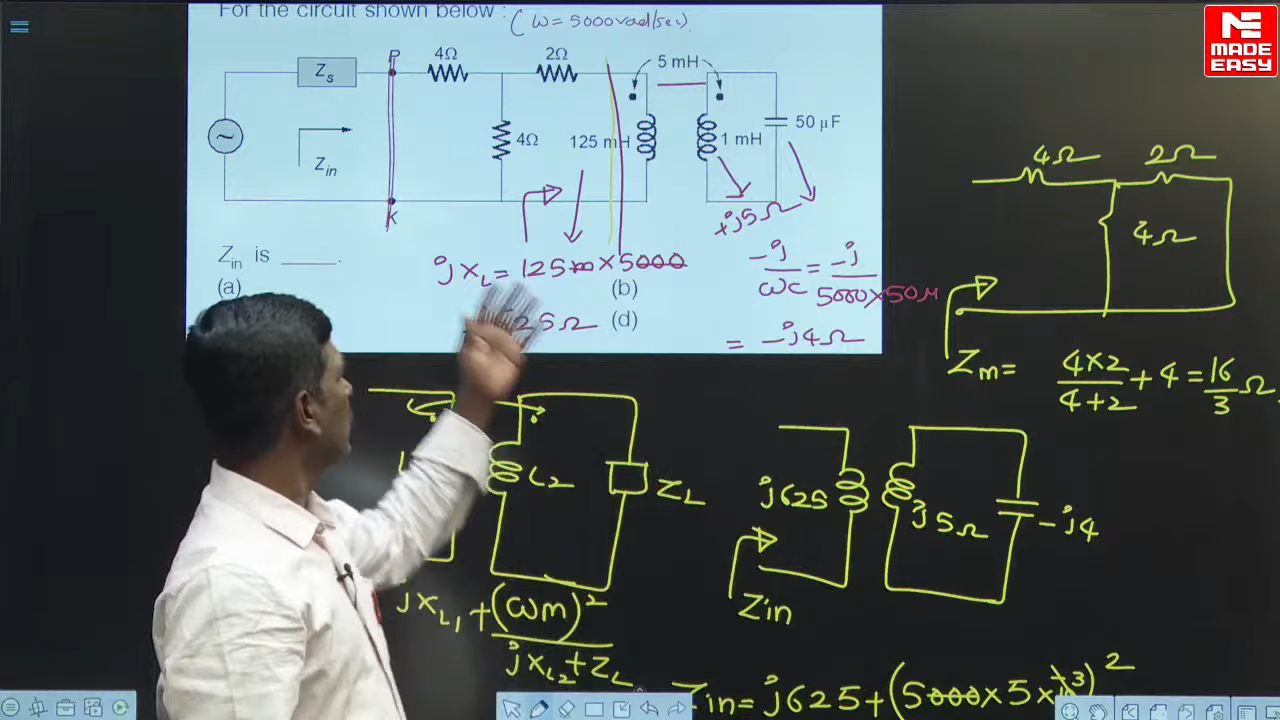 For the circuit shown below :
(ω = 5000 rad/sec).
MADE
EASY
Zs
P
4Ω
2Ω
5 mH
4Ω
125 mH
1 mH
50 μF
Zin
K
+j5Ω
Zin is ____.
(a)
(b)
(d)
jXL = 125m×5000
625Ω
-j/ωC = -j/5000×50μ
= -j4Ω
4Ω
2Ω
4Ω
Zm = 4×2/4+2 + 4 = 16/3 Ω
L2
ZL
jXL1 + (ωm)²/jXL2+ZL
j625
j5Ω
-j4
Zin
Zin = j625 + (5000×5×10-3)²